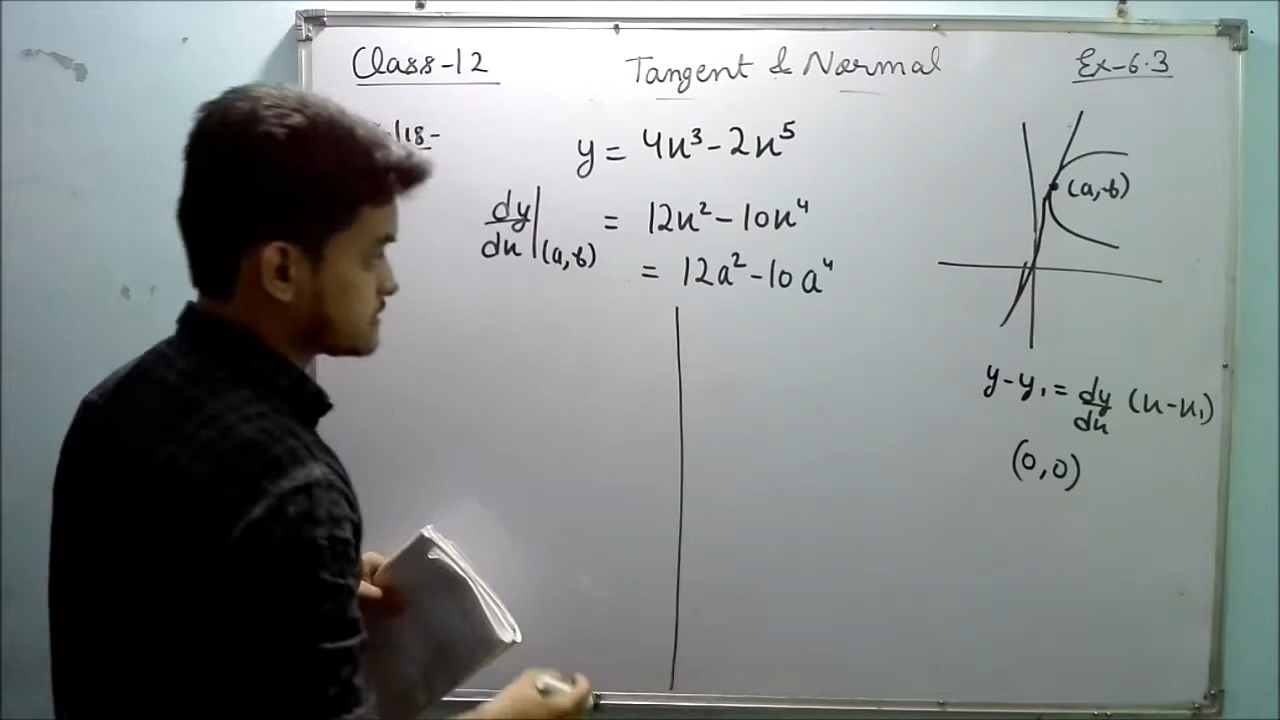 Class-12 Tangent & Normal Ex-6.3
18-
y = 4x³-2x⁵
dy/dx|(a,b) = 12x²-10x⁴
= 12a²-10a⁴
(a,b)
y-y₁ = dy/dx (x-x₁)
(0,0)